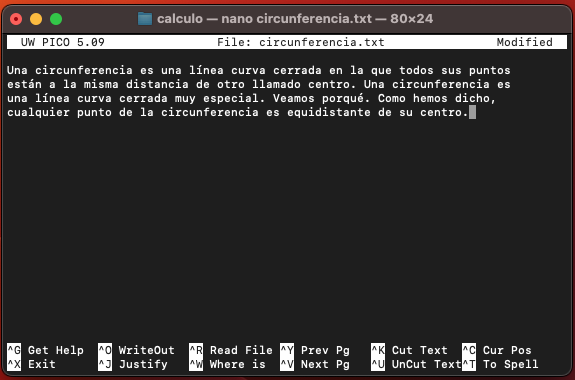 calculo — nano circunferencia.txt — 80×24
UW PICO 5.09 File: circunferencia.txt Modified
Una circunferencia es una línea curva cerrada en la que todos sus puntos
están a la misma distancia de otro llamado centro. Una circunferencia es
una línea curva cerrada muy especial. Veamos porqué. Como hemos dicho,
cualquier punto de la circunferencia es equidistante de su centro.
^G Get Help ^O WriteOut ^R Read File ^Y Prev Pg ^K Cut Text ^C Cur Pos
^X Exit ^J Justify ^W Where is ^V Next Pg ^U UnCut Text ^T To Spell